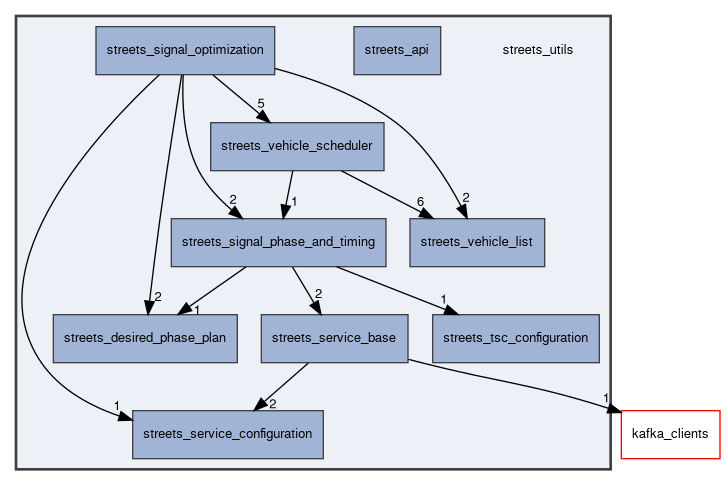 streets_signal_optimization
streets_api
streets_utils
5
streets_vehicle_scheduler
2
1
6
2
streets_signal_phase_and_timing
streets_vehicle_list
2
1
2
1
streets_desired_phase_plan
streets_service_base
streets_tsc_configuration
1
2
1
streets_service_configuration
kafka_clients